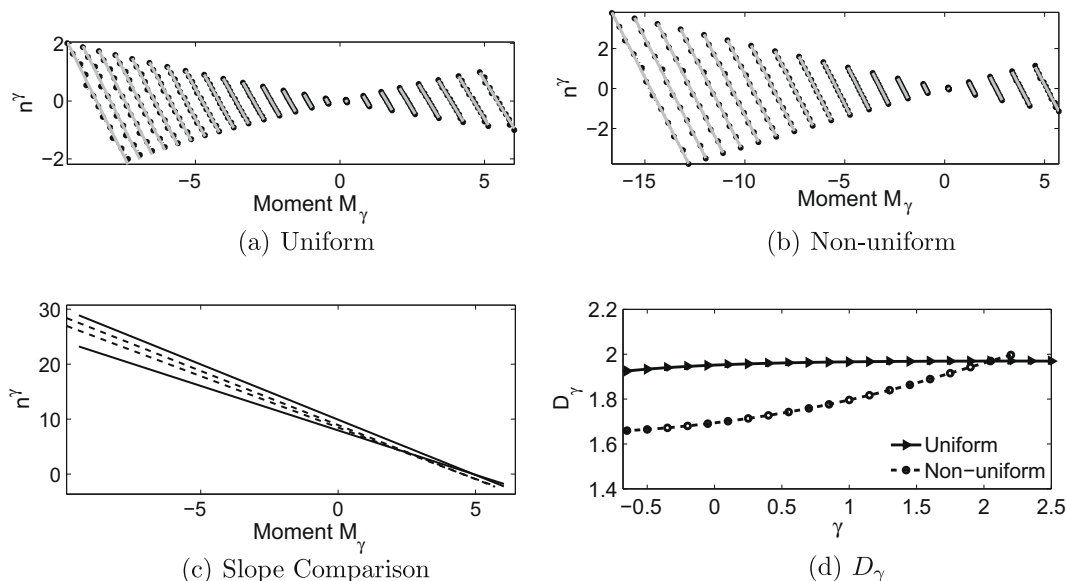 2
0
−2
n^γ
−5
0
5
Moment M_γ
(a) Uniform
2
0
−2
n^γ
−15
−10
−5
0
5
Moment M_γ
(b) Non-uniform
30
20
10
0
n^γ
−5
0
5
Moment M_γ
(c) Slope Comparison
2.2
2
1.8
1.6
1.4
D_γ
Uniform
Non−uniform
−0.5
0
0.5
1
1.5
2
2.5
γ
(d) D_γ